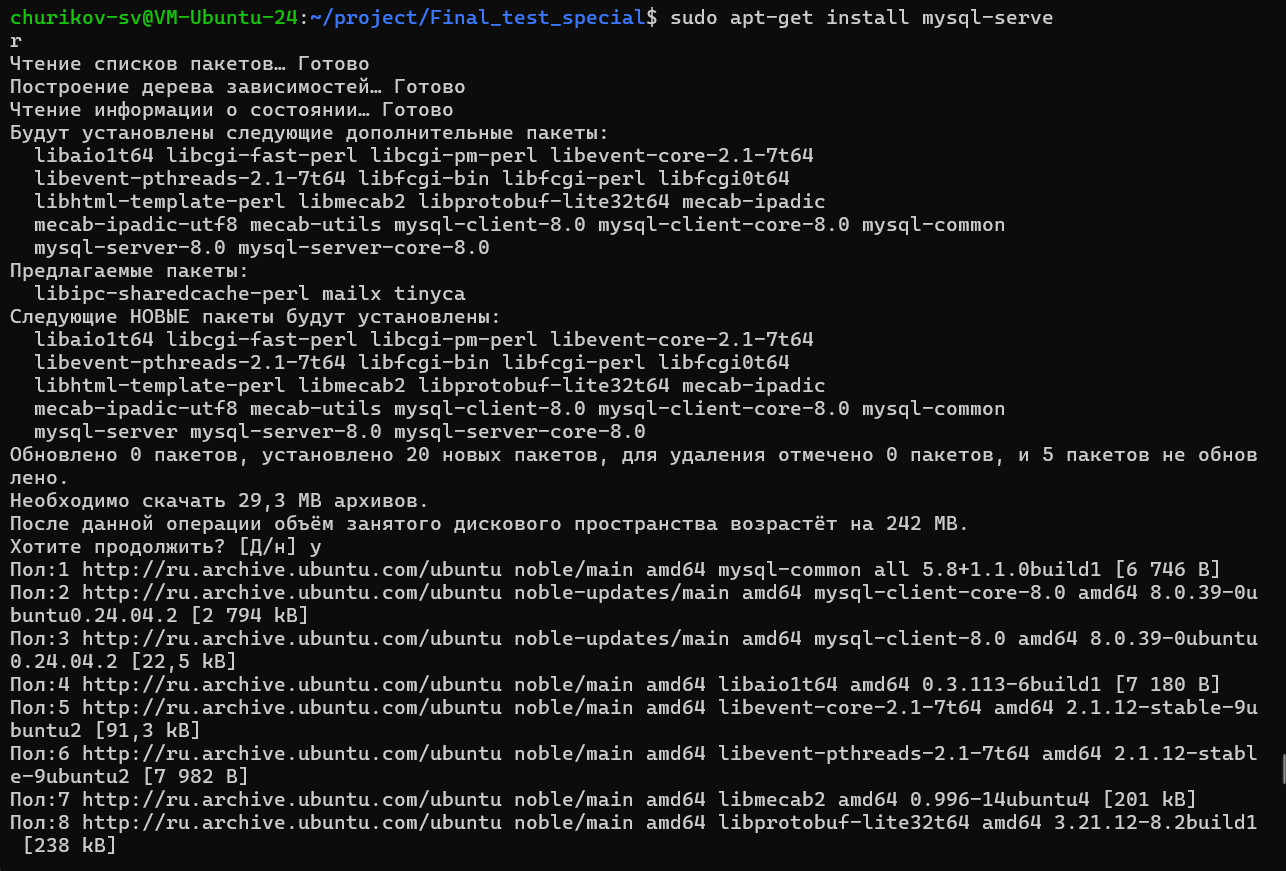 churikov-sv@VM-Ubuntu-24:~/project/Final_test_special$ sudo apt-get install mysql-serve
r
Чтение списков пакетов… Готово
Построение дерева зависимостей… Готово
Чтение информации о состоянии… Готово
Будут установлены следующие дополнительные пакеты:
  libaio1t64 libcgi-fast-perl libcgi-pm-perl libevent-core-2.1-7t64
  libevent-pthreads-2.1-7t64 libfcgi-bin libfcgi-perl libfcgi0t64
  libhtml-template-perl libmecab2 libprotobuf-lite32t64 mecab-ipadic
  mecab-ipadic-utf8 mecab-utils mysql-client-8.0 mysql-client-core-8.0 mysql-common
  mysql-server-8.0 mysql-server-core-8.0
Предлагаемые пакеты:
  libipc-sharedcache-perl mailx tinyca
Следующие НОВЫЕ пакеты будут установлены:
  libaio1t64 libcgi-fast-perl libcgi-pm-perl libevent-core-2.1-7t64
  libevent-pthreads-2.1-7t64 libfcgi-bin libfcgi-perl libfcgi0t64
  libhtml-template-perl libmecab2 libprotobuf-lite32t64 mecab-ipadic
  mecab-ipadic-utf8 mecab-utils mysql-client-8.0 mysql-client-core-8.0 mysql-common
  mysql-server mysql-server-8.0 mysql-server-core-8.0
Обновлено 0 пакетов, установлено 20 новых пакетов, для удаления отмечено 0 пакетов, и 5 пакетов не обнов
лено.
Необходимо скачать 29,3 MB архивов.
После данной операции объём занятого дискового пространства возрастёт на 242 MB.
Хотите продолжить? [Д/н] y
Пол:1 http://ru.archive.ubuntu.com/ubuntu noble/main amd64 mysql-common all 5.8+1.1.0build1 [6 746 B]
Пол:2 http://ru.archive.ubuntu.com/ubuntu noble-updates/main amd64 mysql-client-core-8.0 amd64 8.0.39-0u
buntu0.24.04.2 [2 794 kB]
Пол:3 http://ru.archive.ubuntu.com/ubuntu noble-updates/main amd64 mysql-client-8.0 amd64 8.0.39-0ubuntu
0.24.04.2 [22,5 kB]
Пол:4 http://ru.archive.ubuntu.com/ubuntu noble/main amd64 libaio1t64 amd64 0.3.113-6build1 [7 180 B]
Пол:5 http://ru.archive.ubuntu.com/ubuntu noble/main amd64 libevent-core-2.1-7t64 amd64 2.1.12-stable-9u
buntu2 [91,3 kB]
Пол:6 http://ru.archive.ubuntu.com/ubuntu noble/main amd64 libevent-pthreads-2.1-7t64 amd64 2.1.12-stabl
e-9ubuntu2 [7 982 B]
Пол:7 http://ru.archive.ubuntu.com/ubuntu noble/main amd64 libmecab2 amd64 0.996-14ubuntu4 [201 kB]
Пол:8 http://ru.archive.ubuntu.com/ubuntu noble/main amd64 libprotobuf-lite32t64 amd64 3.21.12-8.2build1
 [238 kB]